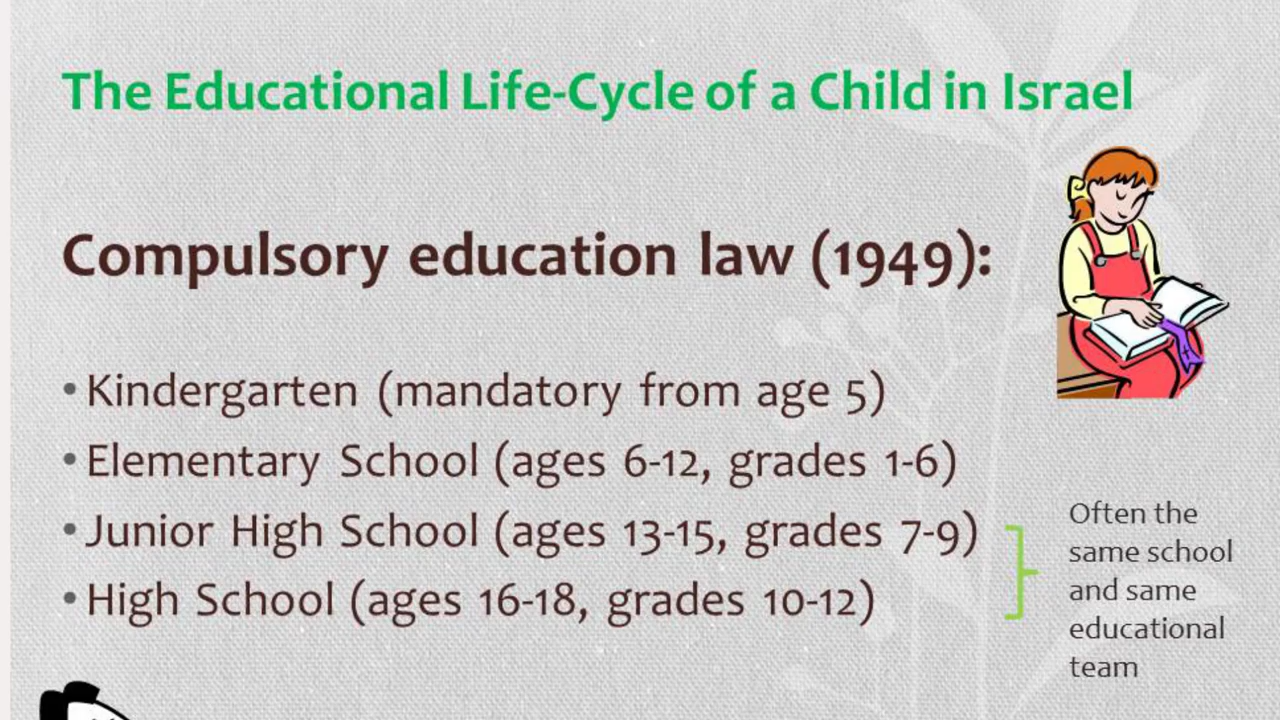 The Educational Life-Cycle of a Child in Israel
Compulsory education law (1949):
• Kindergarten (mandatory from age 5)
• Elementary School (ages 6-12, grades 1-6)
• Junior High School (ages 13-15, grades 7-9)
• High School (ages 16-18, grades 10-12)
Often the
same school
and same
educational
team